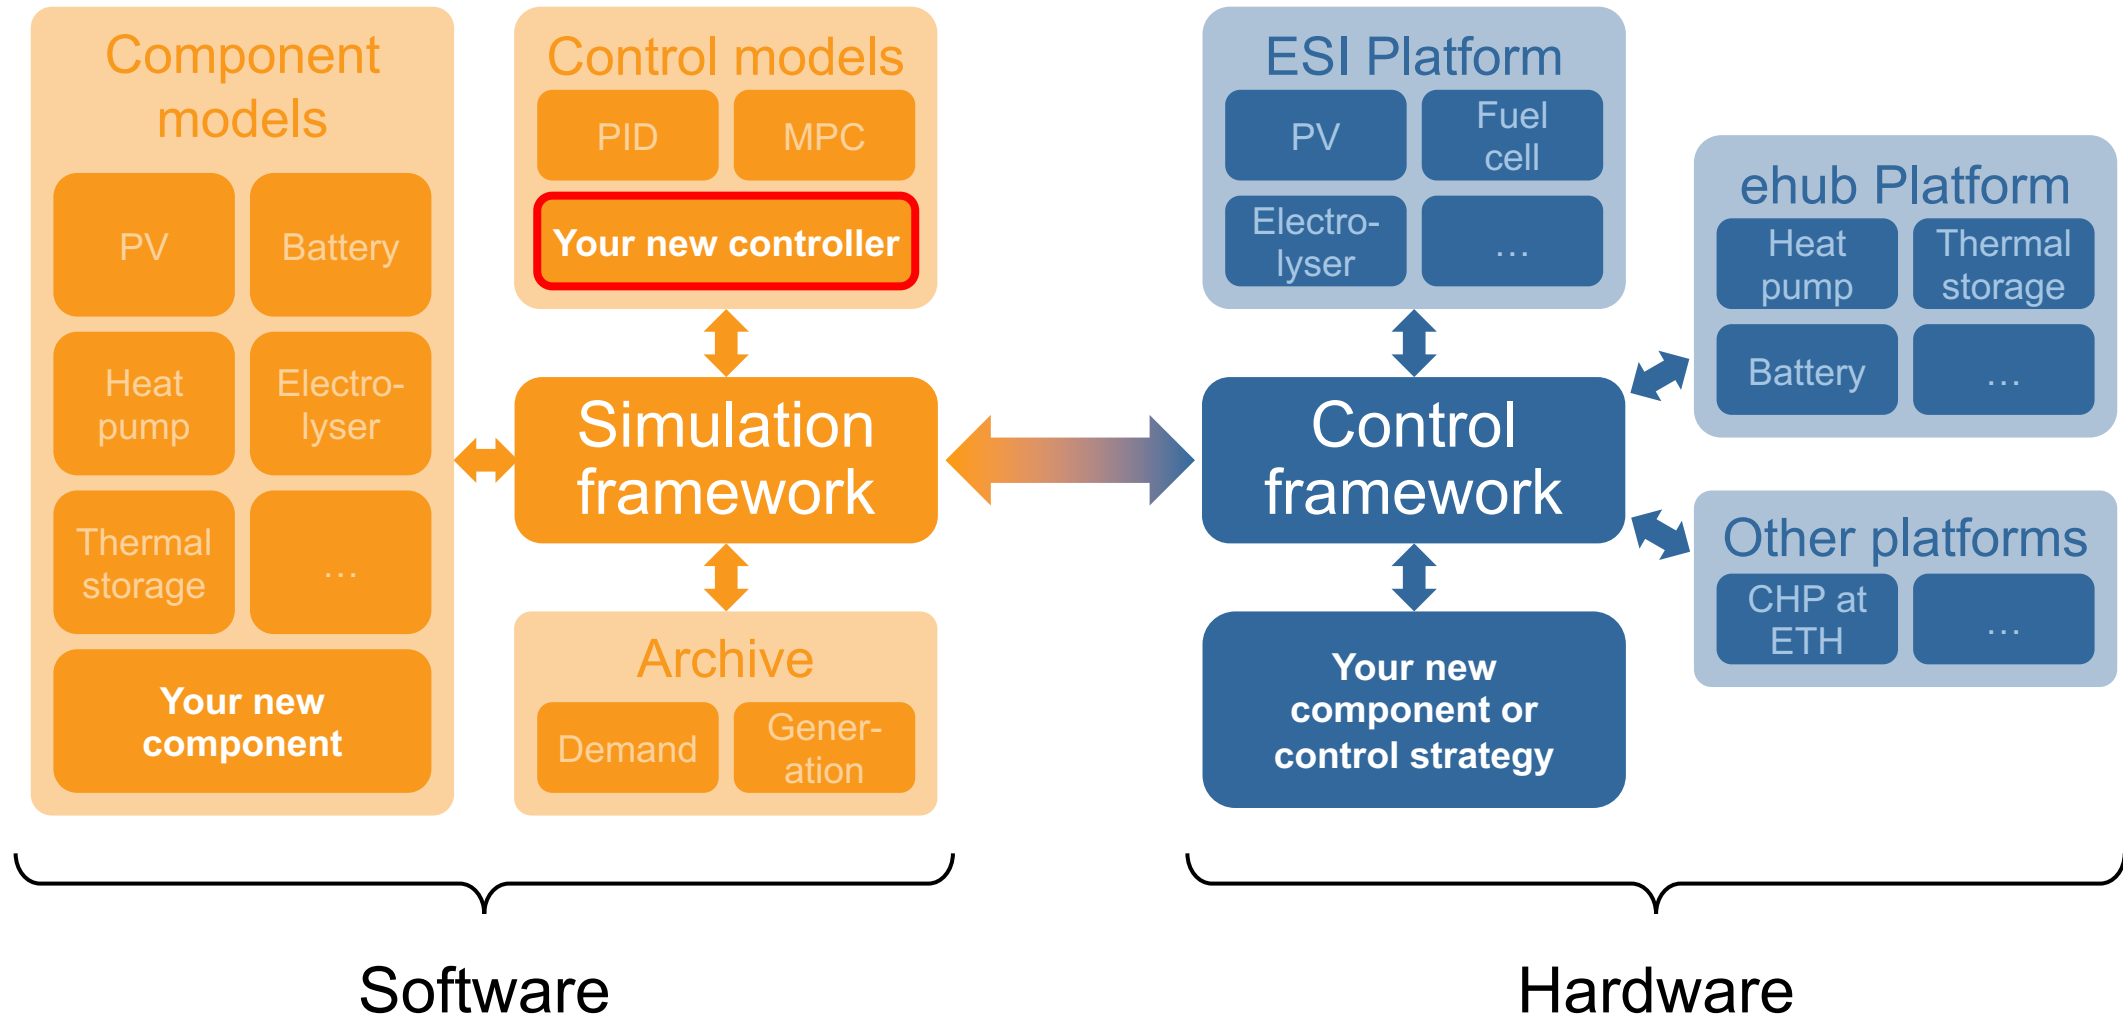 Component
models
PV
Battery
Heat
pump
Electro-
lyser
Thermal
storage
…
Your new
component
Control models
PID
MPC
Your new controller
Simulation
framework
Archive
Demand
Gener-
ation
ESI Platform
PV
Fuel
cell
Electro-
lyser
…
Control
framework
Your new
component or
control strategy
ehub Platform
Heat
pump
Thermal
storage
Battery
…
Other platforms
CHP at
ETH
…
Software
Hardware